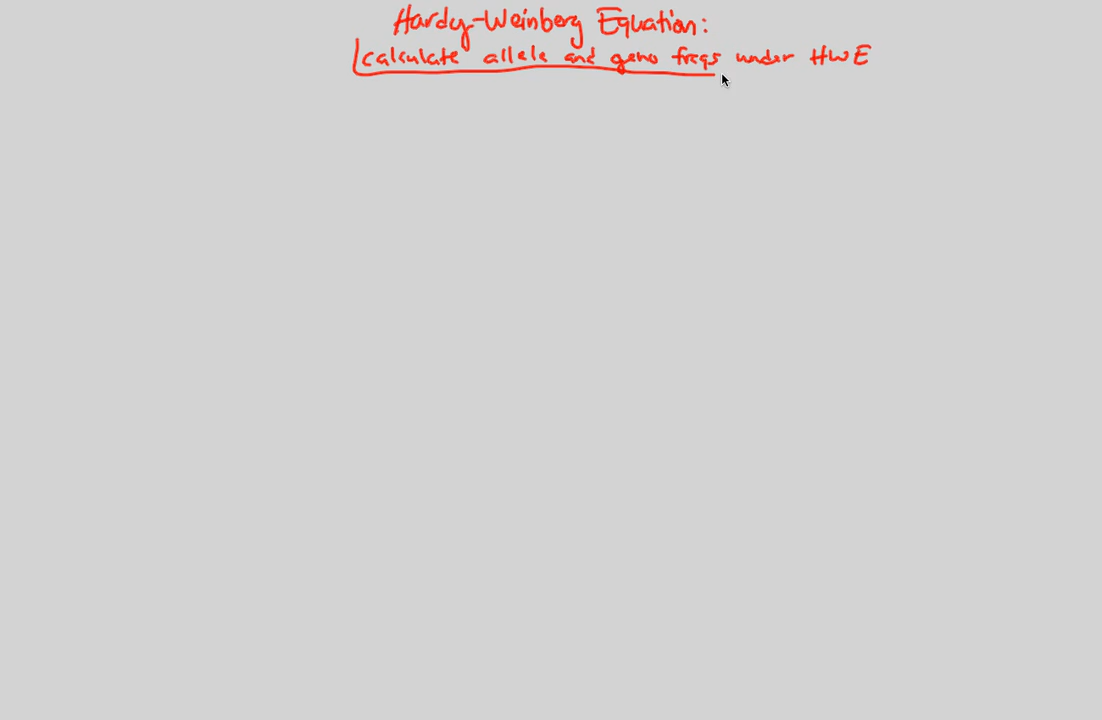 Hardy-Weinberg Equation:
calculate allele and geno freqs under HWE